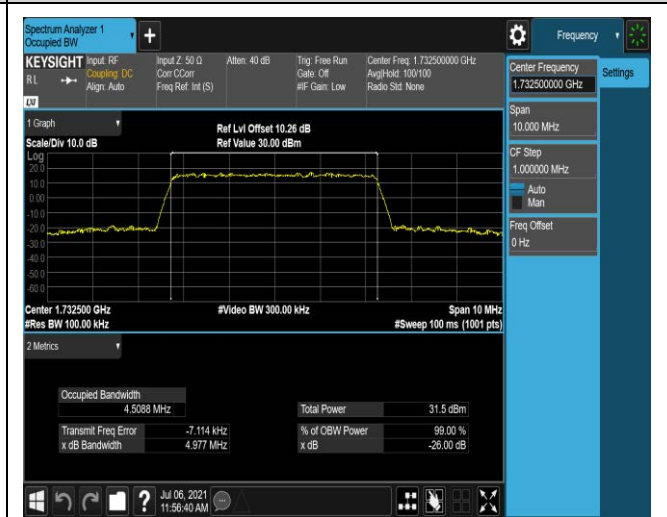 Spectrum Analyzer 1
Occupied BW
+
Frequency
KEYSIGHT
RL
LXI
Input: RF
Coupling: DC
Align: Auto
Input Z: 50 Ω
Corr CCorr
Freq Ref: Int (S)
Atten: 40 dB
Trig: Free Run
Gate: Off
#IF Gain: Low
Center Freq: 1.732500000 GHz
Avg|Hold: 100/100
Radio Std: None
Center Frequency
1.732500000 GHz
Settings
Span
10.000 MHz
CF Step
1.000000 MHz
Auto
Man
Freq Offset
0 Hz
1 Graph
Scale/Div 10.0 dB
Ref Lvl Offset 10.26 dB
Ref Value 30.00 dBm
Log
20.0
10.0
0.00
-10.0
-20.0
-30.0
-40.0
-50.0
-60.0
Center 1.732500 GHz
#Video BW 300.00 kHz
Span 10 MHz
#Res BW 100.00 kHz
#Sweep 100 ms (1001 pts)
2 Metrics
Occupied Bandwidth
4.5088 MHz
Total Power 31.5 dBm
Transmit Freq Error -7.114 kHz
% of OBW Power 99.00 %
x dB Bandwidth 4.977 MHz
x dB -26.00 dB
?
Jul 06, 2021
11:56:40 AM